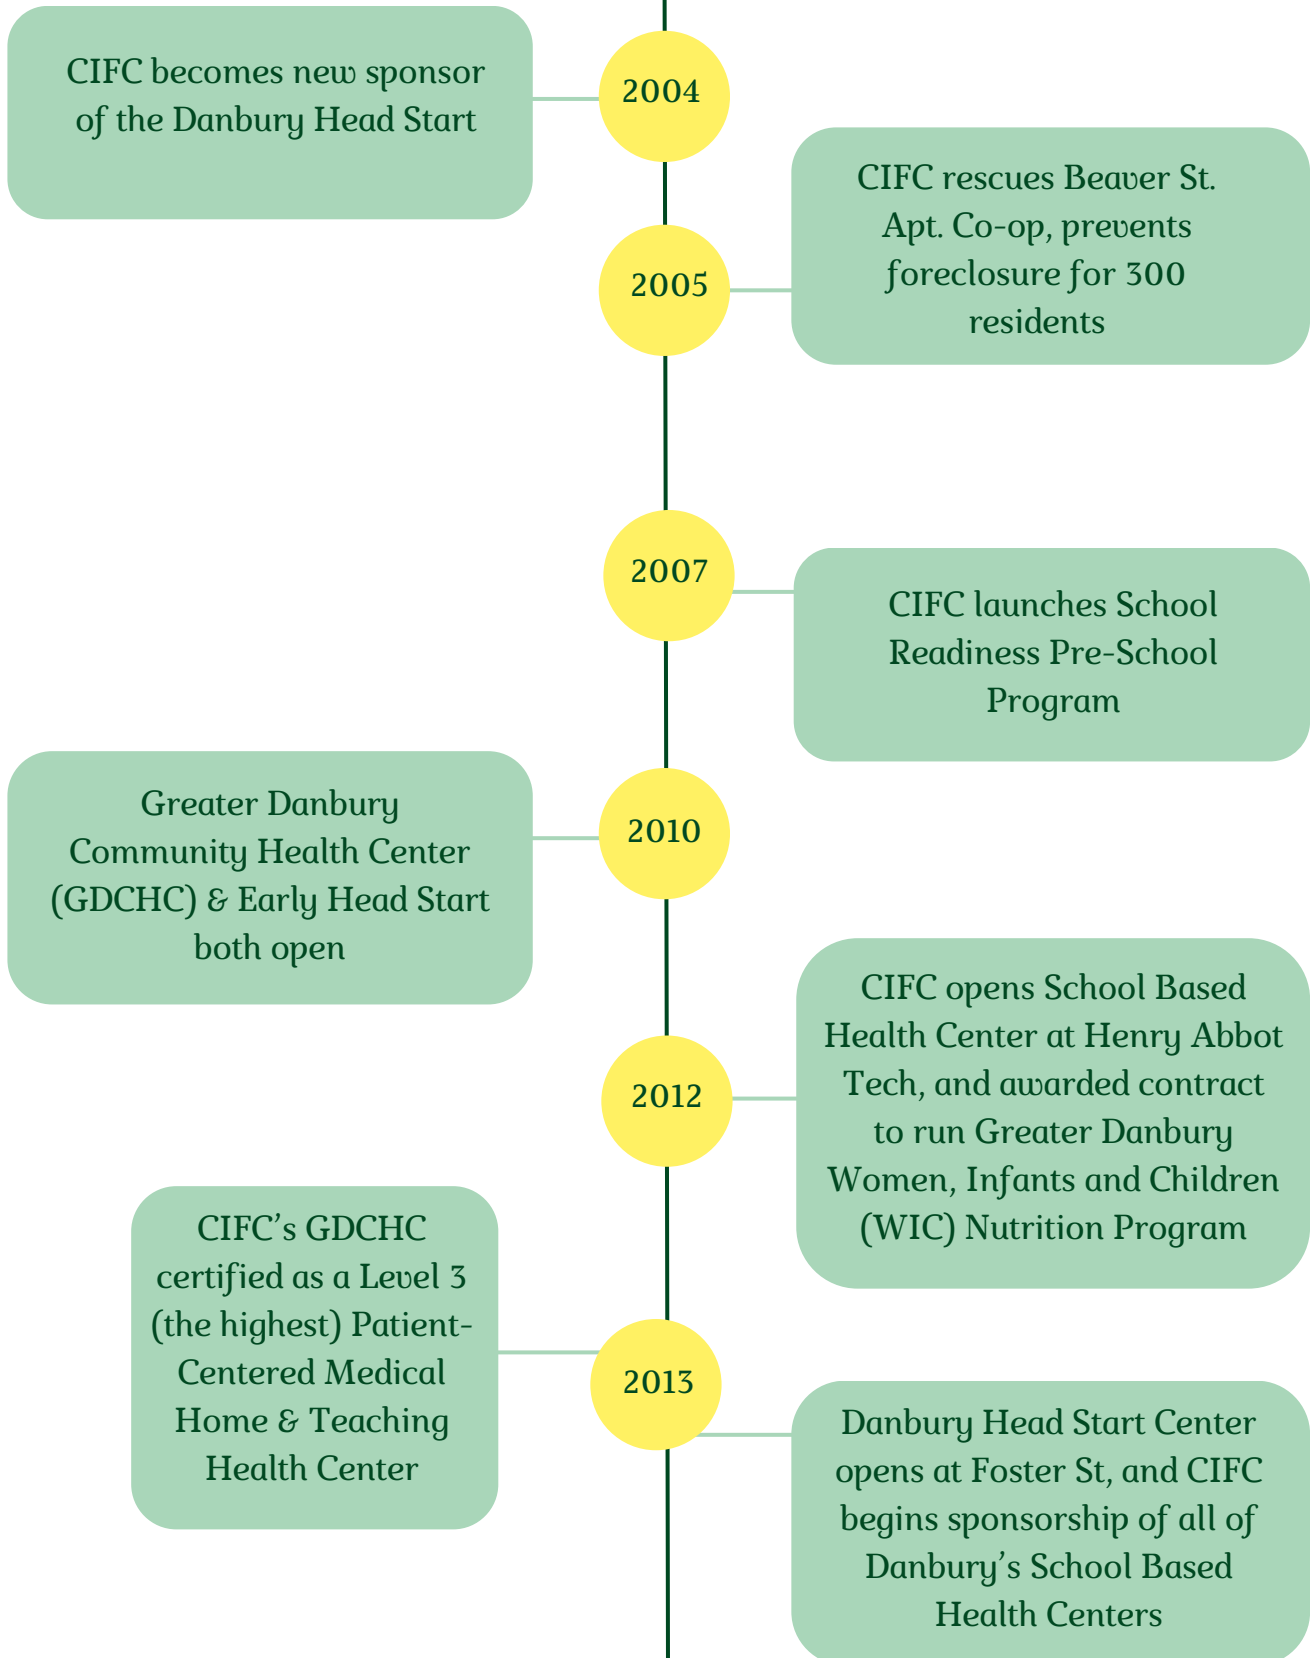 CIFC becomes new sponsor
of the Danbury Head Start
2004
CIFC rescues Beaver St.
Apt. Co-op, prevents
foreclosure for 300
residents
2005
2007
CIFC launches School
Readiness Pre-School
Program
Greater Danbury
Community Health Center
(GDCHC) & Early Head Start
both open
2010
CIFC opens School Based
Health Center at Henry Abbot
Tech, and awarded contract
to run Greater Danbury
Women, Infants and Children
(WIC) Nutrition Program
2012
CIFC’s GDCHC
certified as a Level 3
(the highest) Patient-
Centered Medical
Home & Teaching
Health Center
2013
Danbury Head Start Center
opens at Foster St, and CIFC
begins sponsorship of all of
Danbury’s School Based
Health Centers